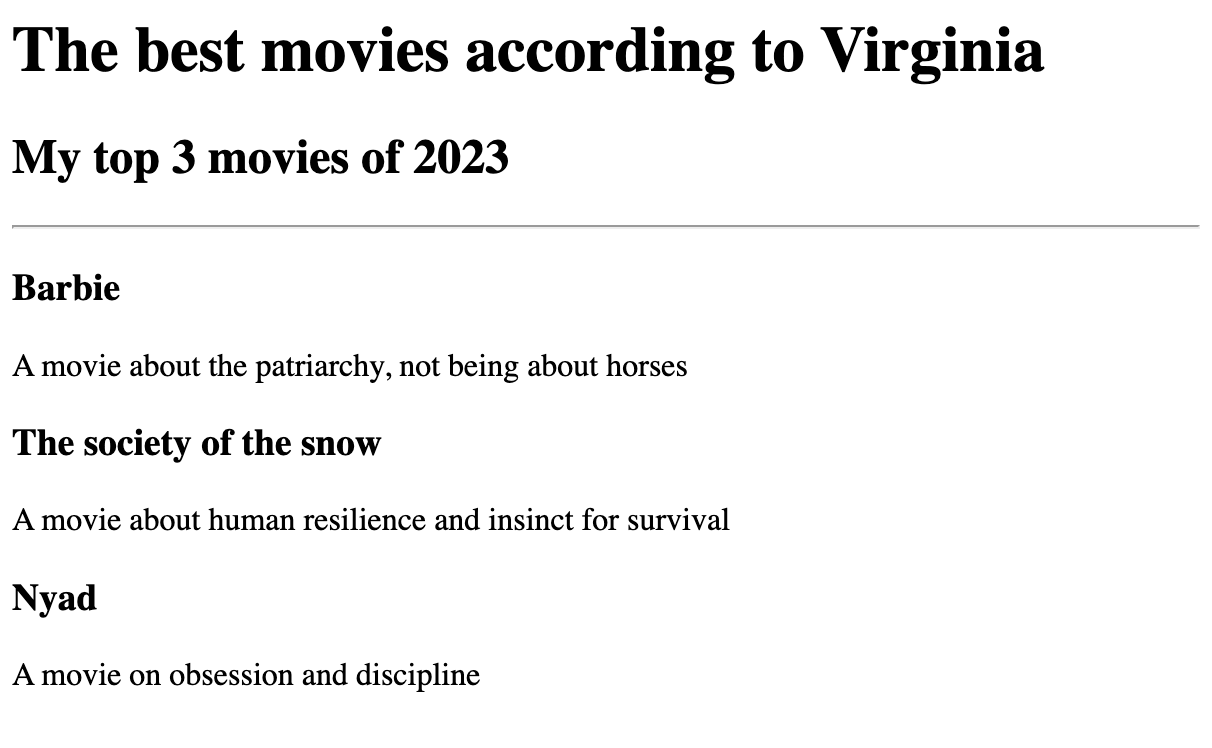 The best movies according to Virginia
My top 3 movies of 2023
Barbie
A movie about the patriarchy, not being about horses
The society of the snow
A movie about human resilience and insinct for survival
Nyad
A movie on obsession and discipline